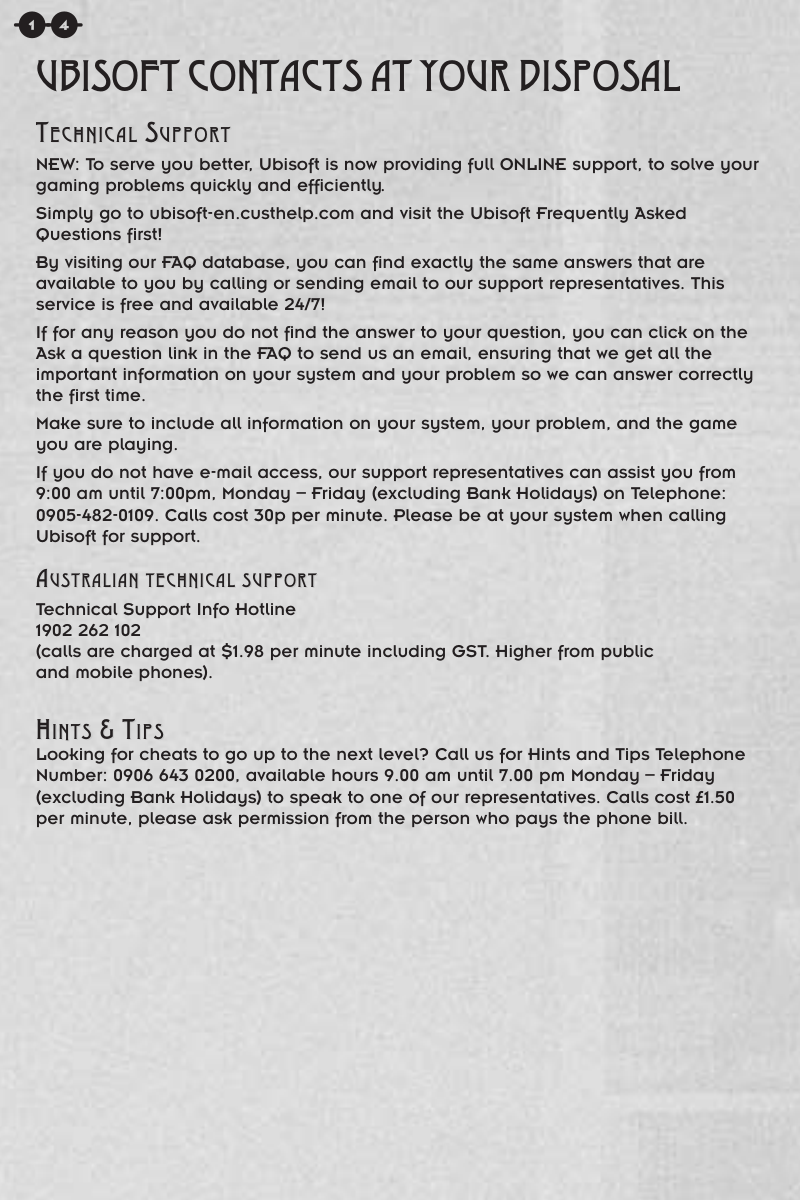 1 4
UBISOFT CONTACTS AT YOUR DISPOSAL
TECHNICAL SUPPORT
NEW: To serve you better, Ubisoft is now providing full ONLINE support, to solve your
gaming problems quickly and efficiently.
Simply go to ubisoft-en.custhelp.com and visit the Ubisoft Frequently Asked
Questions first!
By visiting our FAQ database, you can find exactly the same answers that are
available to you by calling or sending email to our support representatives. This
service is free and available 24/7!
If for any reason you do not find the answer to your question, you can click on the
Ask a question link in the FAQ to send us an email, ensuring that we get all the
important information on your system and your problem so we can answer correctly
the first time.
Make sure to include all information on your system, your problem, and the game
you are playing.
If you do not have e-mail access, our support representatives can assist you from
9:00 am until 7:00pm, Monday – Friday (excluding Bank Holidays) on Telephone:
0905-482-0109. Calls cost 30p per minute. Please be at your system when calling
Ubisoft for support.
AUSTRALIAN TECHNICAL SUPPORT
Technical Support Info Hotline
1902 262 102
(calls are charged at $1.98 per minute including GST. Higher from public
and mobile phones).
HINTS & TIPS
Looking for cheats to go up to the next level? Call us for Hints and Tips Telephone
Number: 0906 643 0200, available hours 9.00 am until 7.00 pm Monday – Friday
(excluding Bank Holidays) to speak to one of our representatives. Calls cost £1.50
per minute, please ask permission from the person who pays the phone bill.